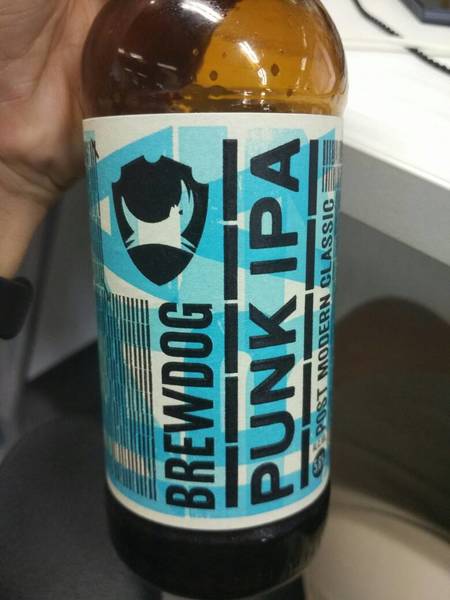 BREWDOG
PUNK IPA
POST MODERN CLASSIC